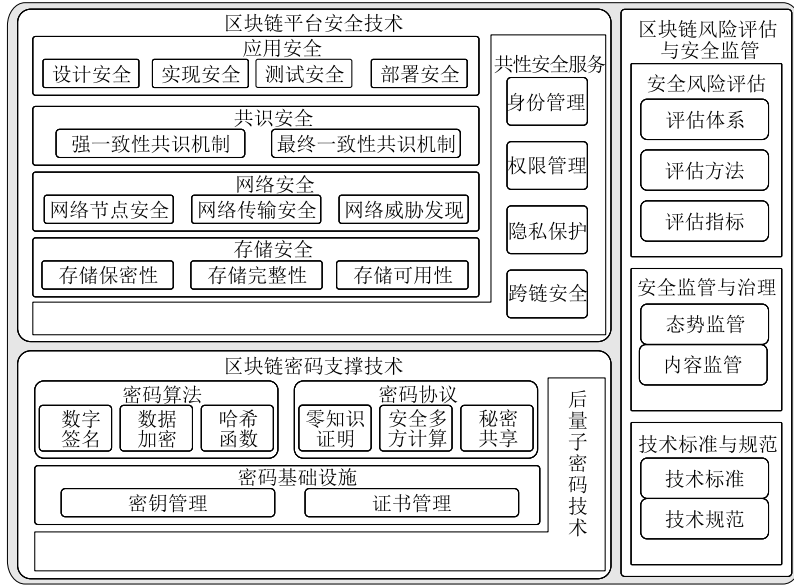 区块链平台安全技术
应用安全
设计安全
实现安全
测试安全
部署安全
共识安全
强一致性共识机制
最终一致性共识机制
网络安全
网络节点安全
网络传输安全
网络威胁发现
存储安全
存储保密性
存储完整性
存储可用性
共性安全服务
身份管理
权限管理
隐私保护
跨链安全
区块链密码支撑技术
密码算法
数字
签名
数据
加密
哈希
函数
密码协议
零知识
证明
安全多
方计算
秘密
共享
密码基础设施
密钥管理
证书管理
后量子密码技术
区块链风险评估
与安全监管
安全风险评估
评估体系
评估方法
评估指标
安全监管与治理
态势监管
内容监管
技术标准与规范
技术标准
技术规范